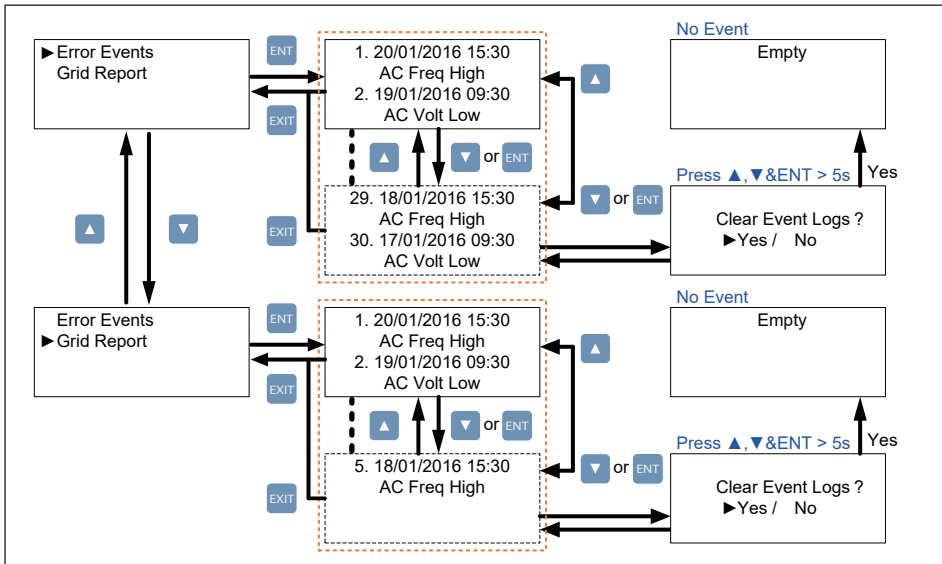 No Event
►Error Events
Grid Report
ENT
1. 20/01/2016 15:30
AC Freq High
2. 19/01/2016 09:30
AC Volt Low
▲
Empty
EXIT
▲
▼ or ENT
Press ▲,▼&ENT > 5s
Yes
29. 18/01/2016 15:30
AC Freq High
30. 17/01/2016 09:30
AC Volt Low
▼ or ENT
Clear Event Logs ?
►Yes / No
EXIT
▲
▼
No Event
Error Events
►Grid Report
ENT
1. 20/01/2016 15:30
AC Freq High
2. 19/01/2016 09:30
AC Volt Low
▲
Empty
EXIT
▲
▼ or ENT
Press ▲,▼&ENT > 5s
Yes
5. 18/01/2016 15:30
AC Freq High
▼ or ENT
Clear Event Logs ?
►Yes / No
EXIT